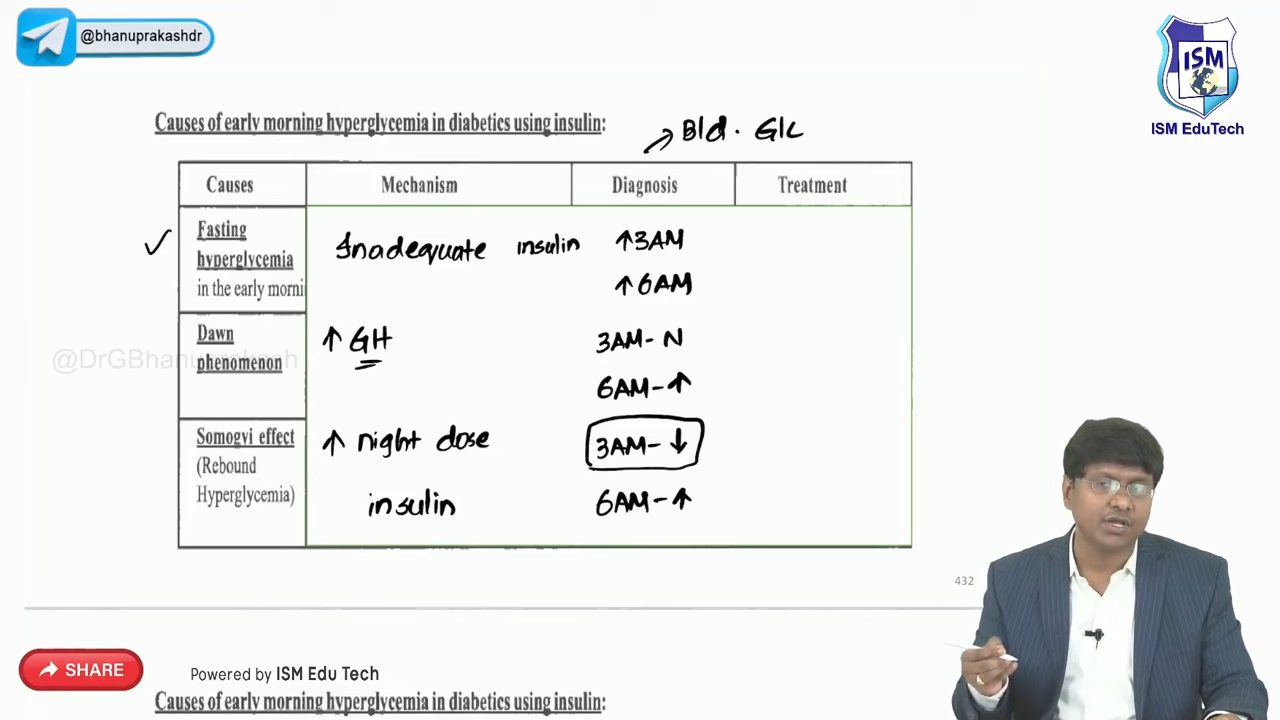 @bhanuprakashdr
ISM
ISM EduTech
Causes of early morning hyperglycemia in diabetics using insulin:
Bld. Glc
Causes Mechanism Diagnosis Treatment
Fasting
hyperglycemia
in the early morni
Inadequate insulin
↑3AM
↑6AM
Dawn
phenomenon
↑ GH
3AM- N
6AM-↑
@DrGBhanuprakash
Somogyi effect
(Rebound
Hyperglycemia)
↑ night dose
insulin
3AM-↓
6AM-↑
432
SHARE
Powered by ISM Edu Tech
Causes of early morning hyperglycemia in diabetics using insulin: